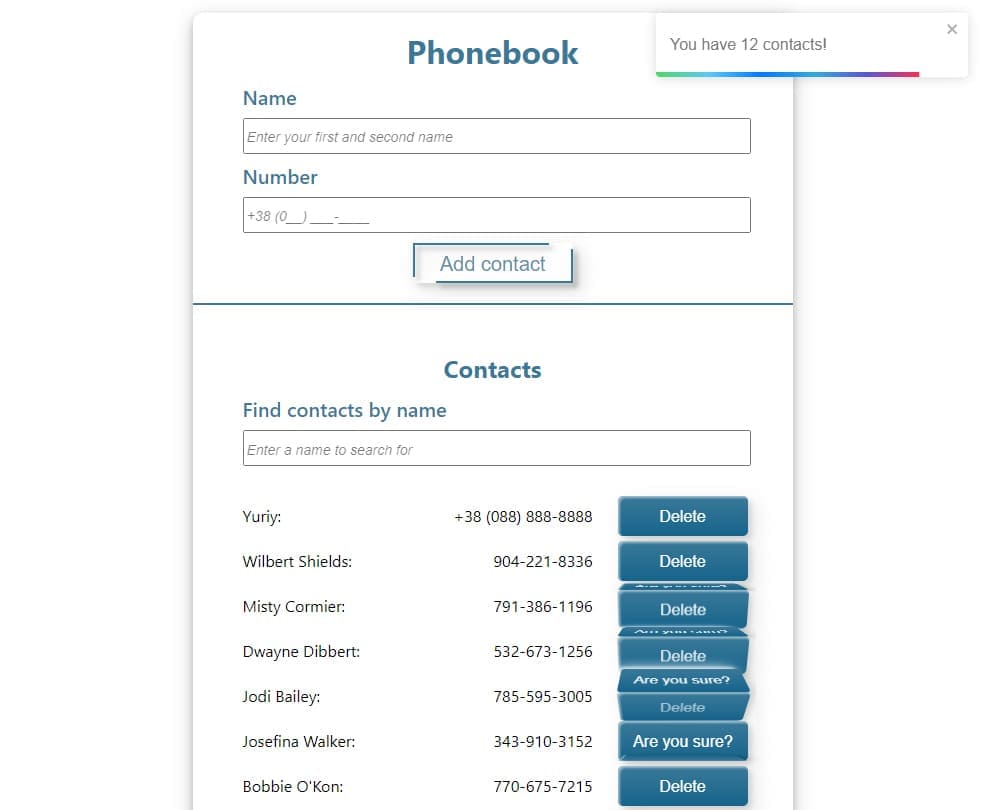 Phonebook
You have 12 contacts!
Name
Enter your first and second name
Number
+38 (0__) ___-____
Add contact
Contacts
Find contacts by name
Enter a name to search for
Yuriy: +38 (088) 888-8888 Delete
Wilbert Shields: 904-221-8336 Delete
Misty Cormier: 791-386-1196 Delete
Dwayne Dibbert: 532-673-1256 Delete
Are you sure?
Jodi Bailey: 785-595-3005 Delete
Josefina Walker: 343-910-3152 Are you sure?
Bobbie O'Kon: 770-675-7215 Delete